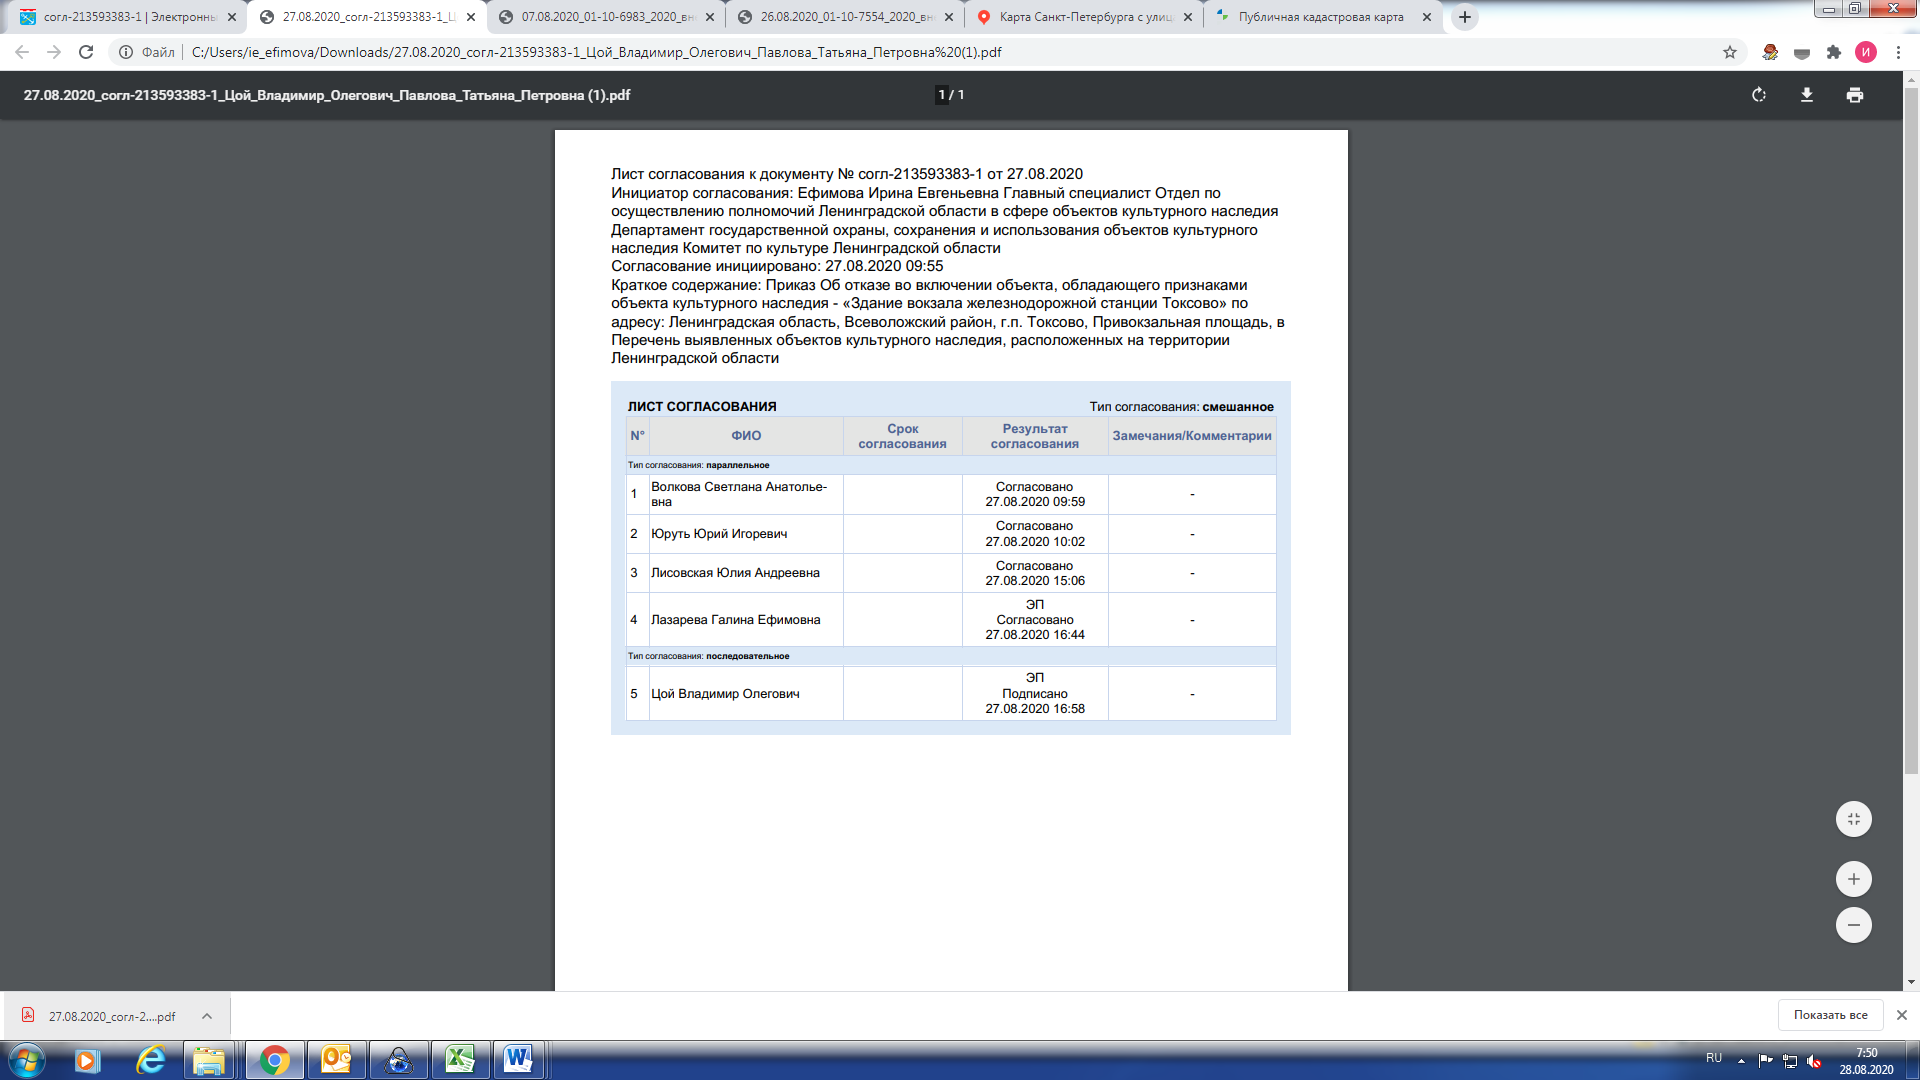 согл-213593383-1 | Электронны
27.08.2020_согл-213593383-1_Ц
07.08.2020_01-10-6983_2020_вн
26.08.2020_01-10-7554_2020_вн
Карта Санкт-Петербурга с улиц
Публичная кадастровая карта
Файл
C:/Users/ie_efimova/Downloads/27.08.2020_согл-213593383-1_Цой_Владимир_Олегович_Павлова_Татьяна_Петровна%20(1).pdf
И
27.08.2020_согл-213593383-1_Цой_Владимир_Олегович_Павлова_Татьяна_Петровна (1).pdf
1 / 1
Лист согласования к документу № согл-213593383-1 от 27.08.2020
Инициатор согласования: Ефимова Ирина Евгеньевна Главный специалист Отдел по
осуществлению полномочий Ленинградской области в сфере объектов культурного наследия
Департамент государственной охраны, сохранения и использования объектов культурного
наследия Комитет по культуре Ленинградской области
Согласование инициировано: 27.08.2020 09:55
Краткое содержание: Приказ Об отказе во включении объекта, обладающего признаками
объекта культурного наследия - «Здание вокзала железнодорожной станции Токсово» по
адресу: Ленинградская область, Всеволожский район, г.п. Токсово, Привокзальная площадь, в
Перечень выявленных объектов культурного наследия, расположенных на территории
Ленинградской области
ЛИСТ СОГЛАСОВАНИЯ
Тип согласования: смешанное
N°
ФИО
Срок
согласования
Результат
согласования
Замечания/Комментарии
Тип согласования: параллельное
1
Волкова Светлана Анатолье-
вна
Согласовано
27.08.2020 09:59
-
2
Юруть Юрий Игоревич
Согласовано
27.08.2020 10:02
-
3
Лисовская Юлия Андреевна
Согласовано
27.08.2020 15:06
-
4
Лазарева Галина Ефимовна
ЭП
Согласовано
27.08.2020 16:44
-
Тип согласования: последовательное
5
Цой Владимир Олегович
ЭП
Подписано
27.08.2020 16:58
-
27.08.2020_согл-2....pdf
Показать все
RU
7:50
28.08.2020